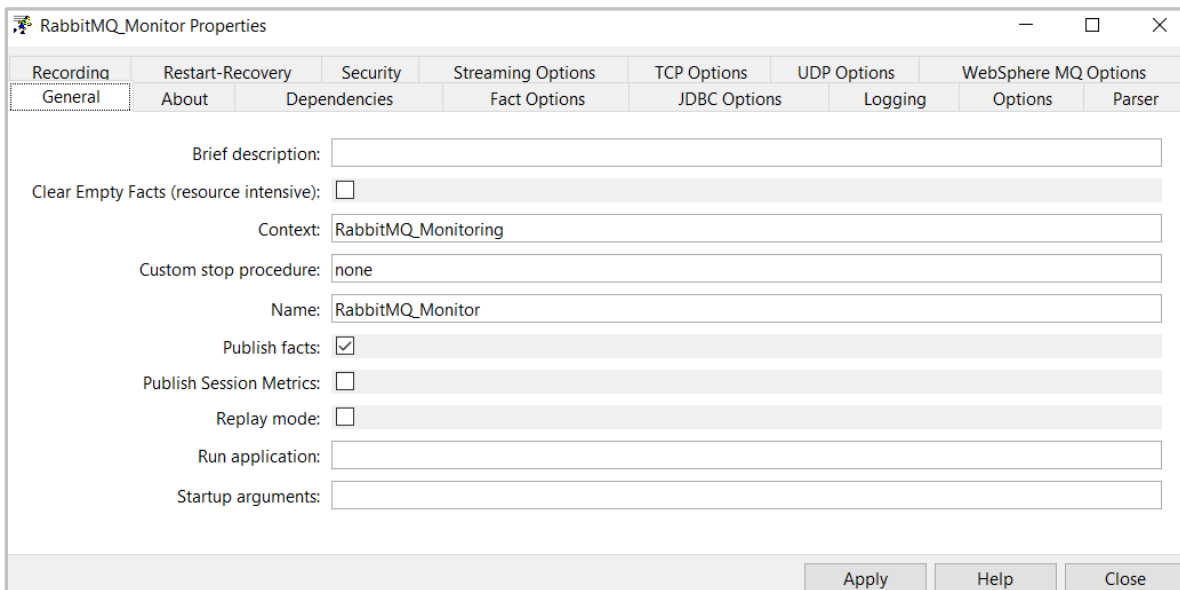 RabbitMQ_Monitor Properties
Recording Restart-Recovery Security Streaming Options TCP Options UDP Options WebSphere MQ Options
General About Dependencies Fact Options JDBC Options Logging Options Parser
Brief description:
Clear Empty Facts (resource intensive):
Context: RabbitMQ_Monitoring
Custom stop procedure: none
Name: RabbitMQ_Monitor
Publish facts:
Publish Session Metrics:
Replay mode:
Run application:
Startup arguments:
Apply Help Close